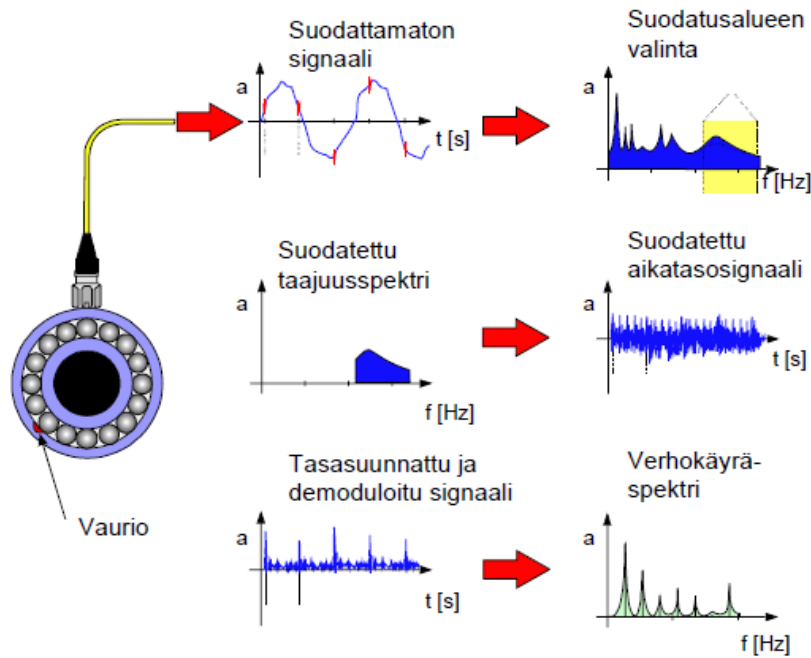 Suodattamaton
signaali
a
t [s]
Suodatusalueen
valinta
a
f [Hz]
Suodatettu
taajuusspektri
a
f [Hz]
Suodatettu
aikatasosignaali
a
t [s]
Vaurio
Tasasuunnattu ja
demoduloitu signaali
a
t [s]
Verhokäyrä-
spektri
a
f [Hz]